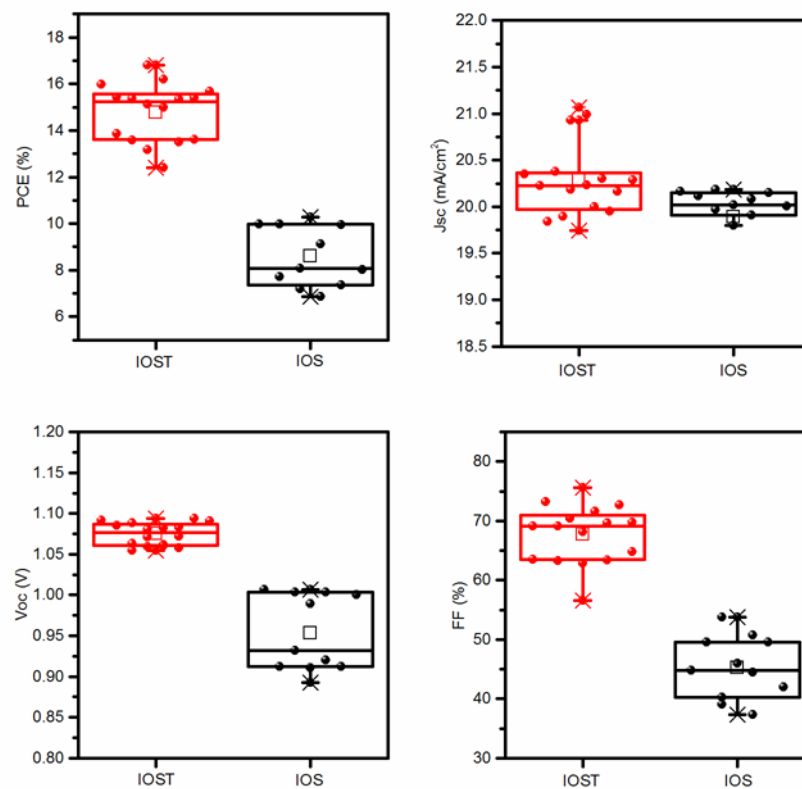 PCE (%)
18
16
14
12
10
8
6
IOST
IOS
Jsc (mA/cm²)
22.0
21.5
21.0
20.5
20.0
19.5
19.0
18.5
IOST
IOS
Voc (V)
1.20
1.15
1.10
1.05
1.00
0.95
0.90
0.85
0.80
IOST
IOS
FF (%)
90
80
70
60
50
40
30
IOST
IOS